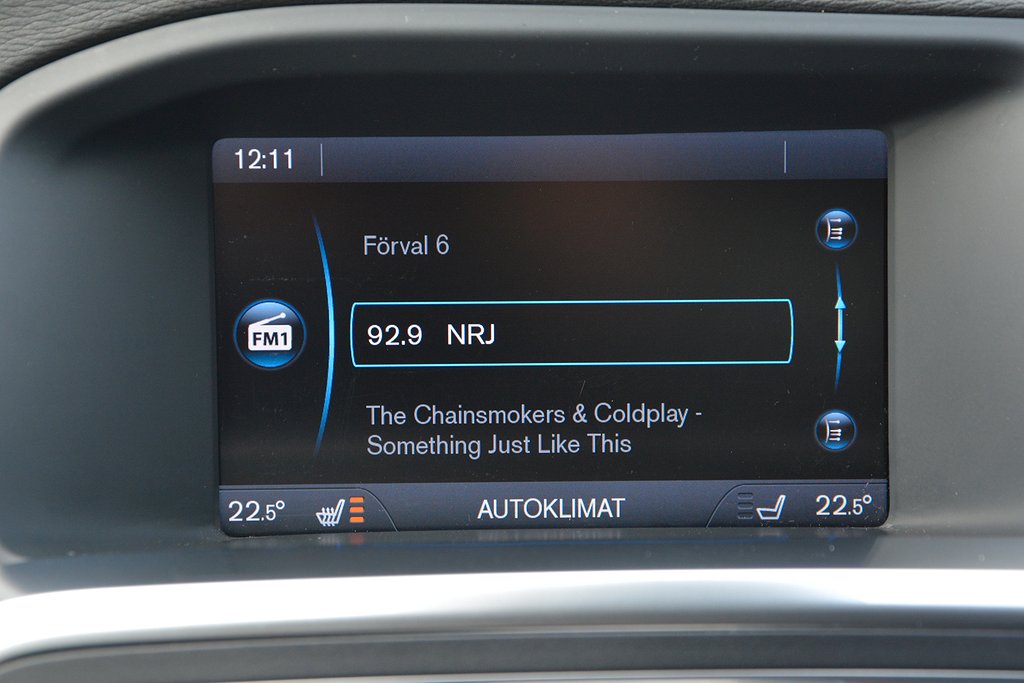 12:11
Förval 6
FM1
92.9 NRJ
The Chainsmokers & Coldplay -
Something Just Like This
22.5° AUTOKLIMAT 22.5°